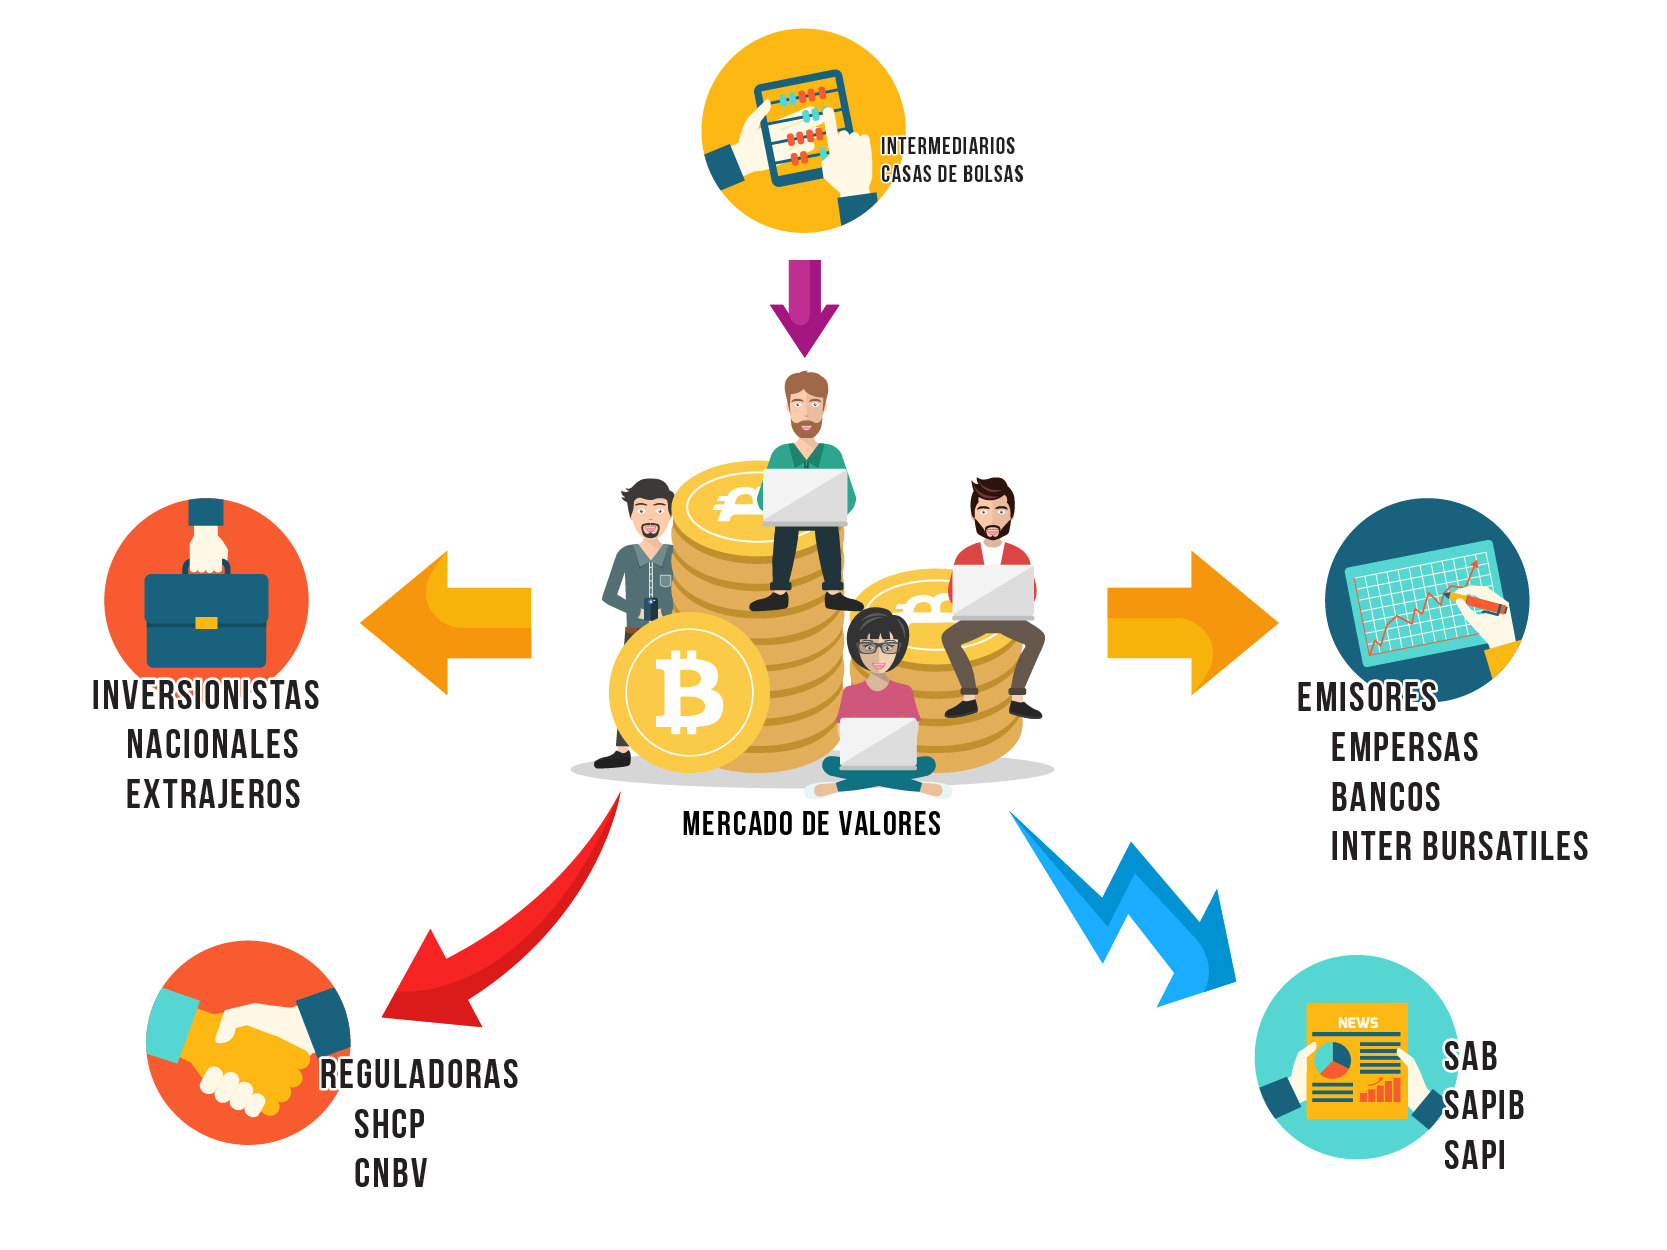 INTERMEDIARIOS
CASAS DE BOLSAS
INVERSIONISTAS
NACIONALES
EXTRAJEROS
MERCADO DE VALORES
EMISORES
EMPERSAS
BANCOS
INTER BURSATILES
REGULADORAS
SHCP
CNBV
NEWS
SAB
SAPIB
SAPI